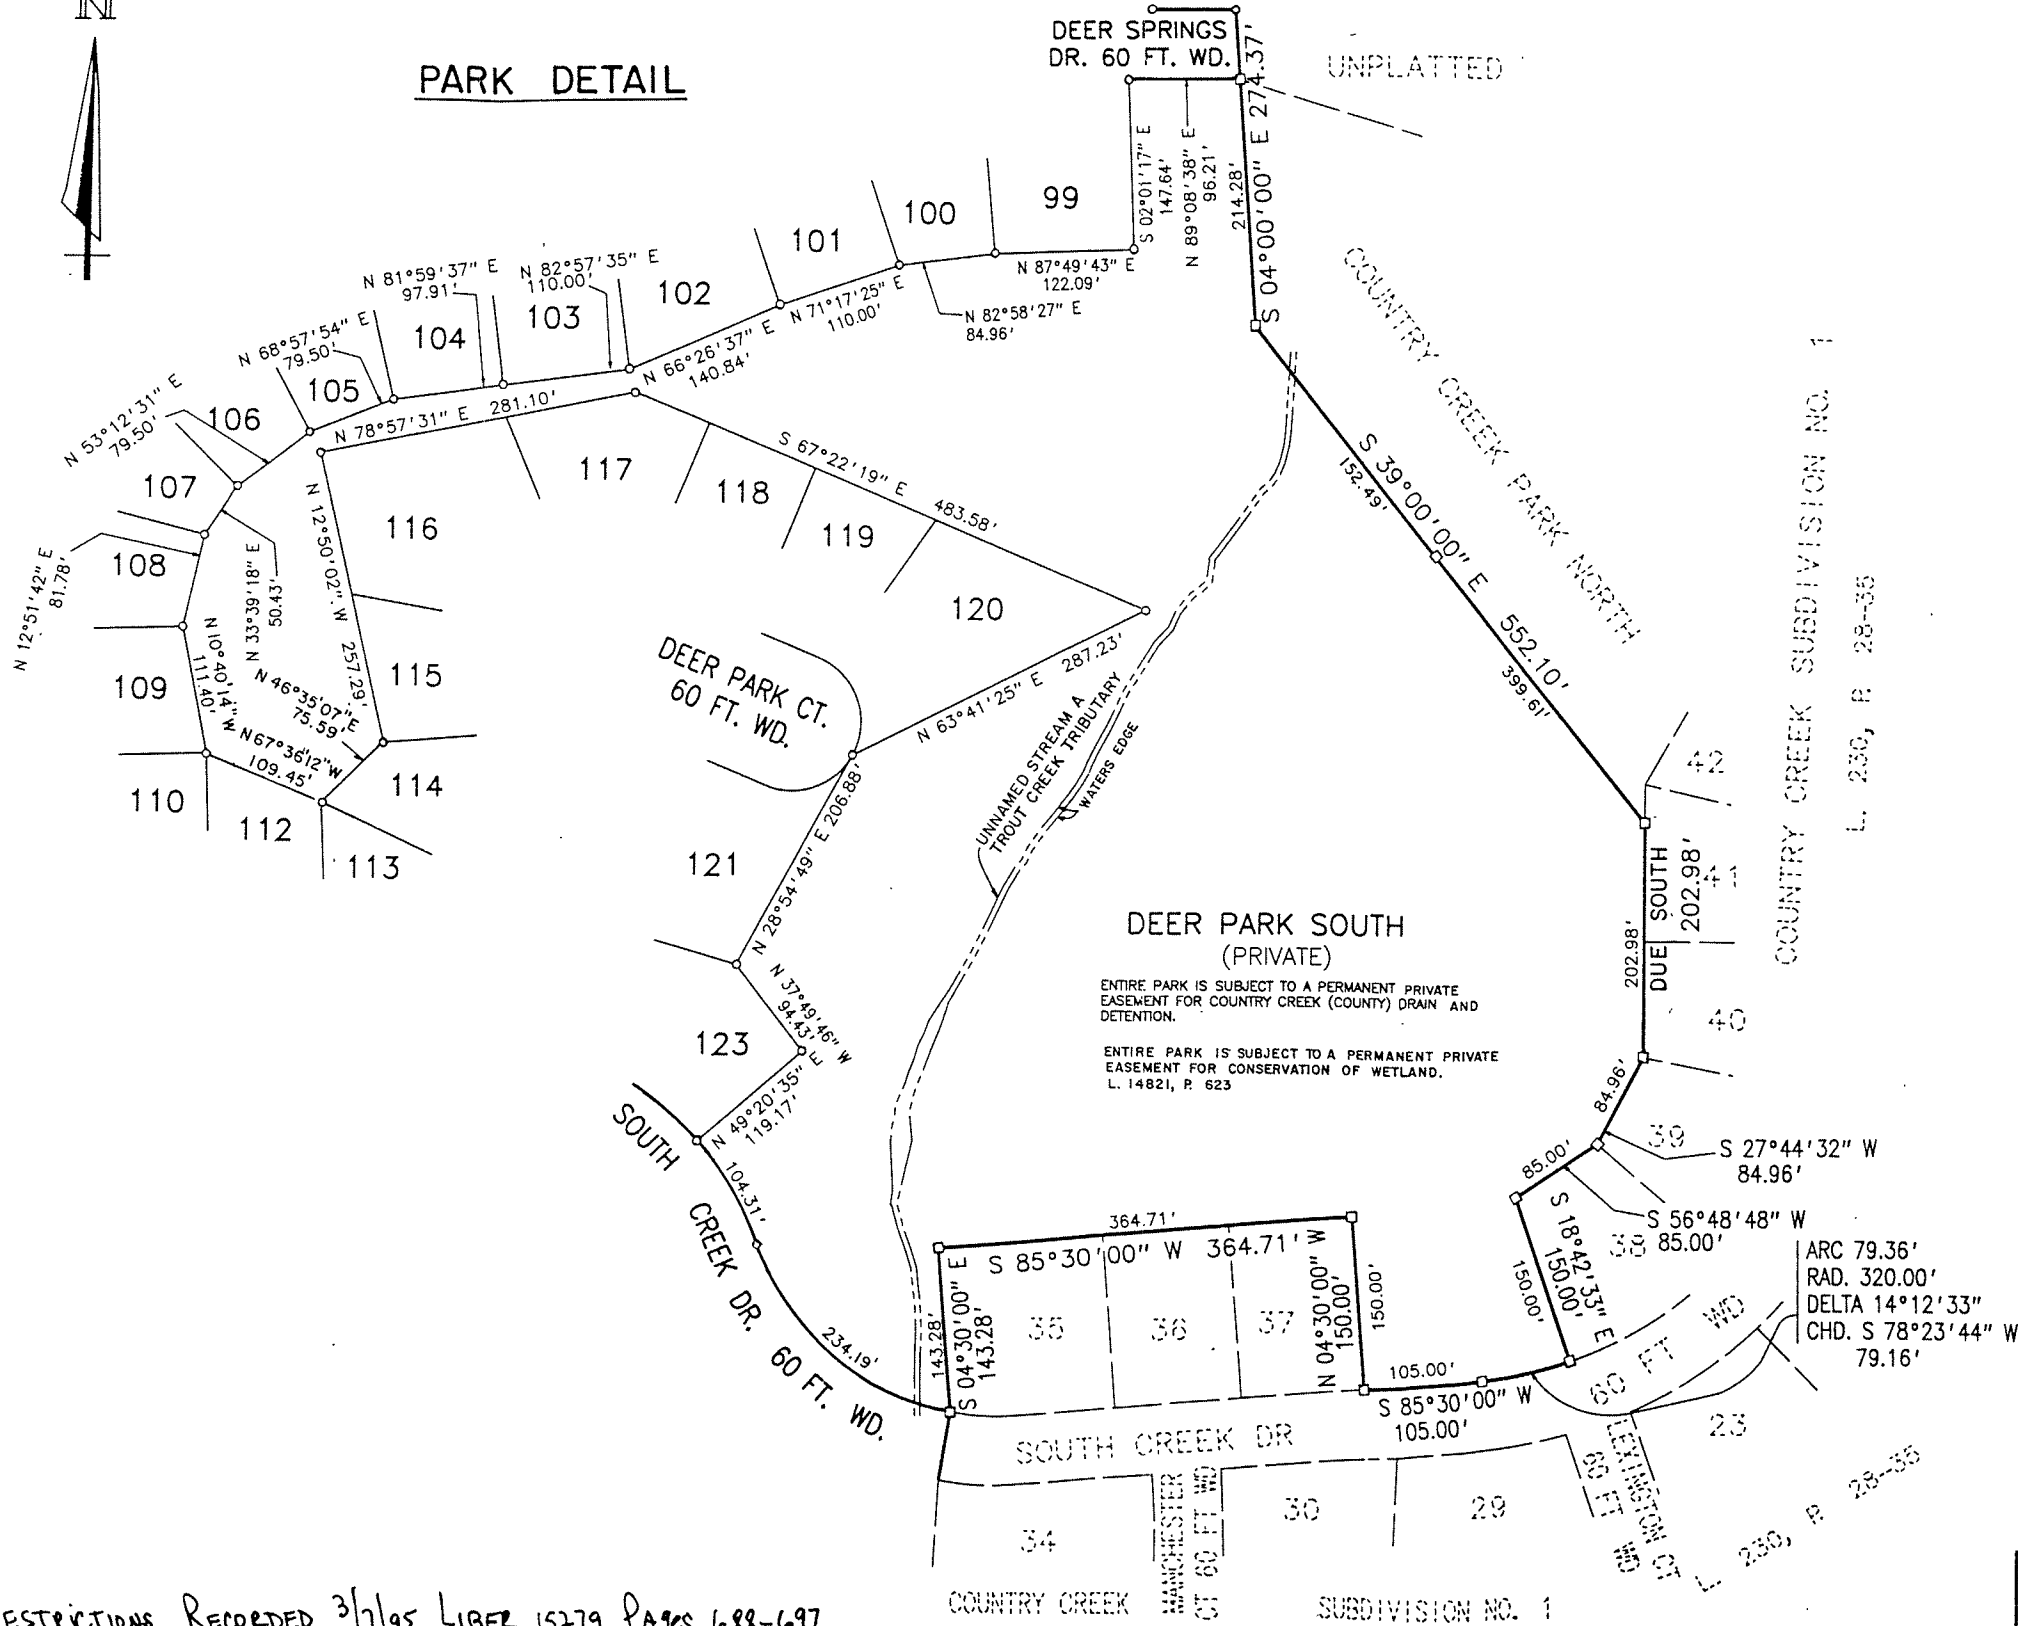 N
PARK DETAIL
DEER SPRINGS
DR. 60 FT. WD.
UNPLATTED
S 04°00'00" E 274.37'
214.28'
S 02°01'17" E
147.64'
N 89°08'38" E
96.21'
99
100
101
102
103
104
105
106
107
108
109
110
112
113
114
115
116
117
118
119
120
121
123
N 87°49'43" E
122.09'
N 82°58'27" E
84.96'
N 71°17'25" E
110.00'
N 66°26'37" E
140.84'
N 82°57'35" E
110.00'
N 81°59'37" E
97.91'
N 68°57'54" E
79.50'
N 53°12'31" E
79.50'
N 33°39'18" E
50.43'
N 12°51'42" E
81.78'
N 10°40'14" W
111.40'
N 67°36'12" W
109.45'
N 46°35'07" E
75.59'
N 12°50'02" W 257.29'
N 78°57'31" E 281.10'
S 67°22'19" E 483.58'
N 63°41'25" E 287.23'
DEER PARK CT.
60 FT. WD.
N 28°54'49" E 206.88'
N 37°49'46" W
94.43'
N 49°20'35" E
119.17'
104.31'
234.19'
SOUTH CREEK DR. 60 FT. WD.
UNNAMED STREAM A
TROUT CREEK TRIBUTARY
WATERS EDGE
COUNTRY CREEK PARK NORTH
S 39°00'00" E 552.10'
152.49'
399.61'
COUNTRY CREEK SUBDIVISION NO. 1
L. 230, P. 28-35
42
41
40
39
38
DUE SOUTH
202.98'
202.98'
DEER PARK SOUTH
(PRIVATE)
ENTIRE PARK IS SUBJECT TO A PERMANENT PRIVATE
EASEMENT FOR COUNTRY CREEK (COUNTY) DRAIN AND
DETENTION.
ENTIRE PARK IS SUBJECT TO A PERMANENT PRIVATE
EASEMENT FOR CONSERVATION OF WETLAND.
L. 14821, P. 623
84.96'
S 27°44'32" W
84.96'
85.00'
S 56°48'48" W
85.00'
S 18°42'33" E
150.00'
150.00'
ARC 79.36'
RAD. 320.00'
DELTA 14°12'33"
CHD. S 78°23'44" W
79.16'
364.71'
S 85°30'00" W 364.71'
143.28'
S 04°30'00" E
143.28'
35
36
37
N 04°30'00" W
150.00'
150.00'
105.00'
S 85°30'00" W
105.00'
SOUTH CREEK DR
60 FT WD
LEXINGTON CT
60 FT WD
23
L 230, P 28-35
MANCHESTER
CT 60 FT WD
34
30
29
COUNTRY CREEK SUBDIVISION NO. 1
ESTRICTIONS RECORDED 3/7/95 LIBER 15279 PAGES 688-697